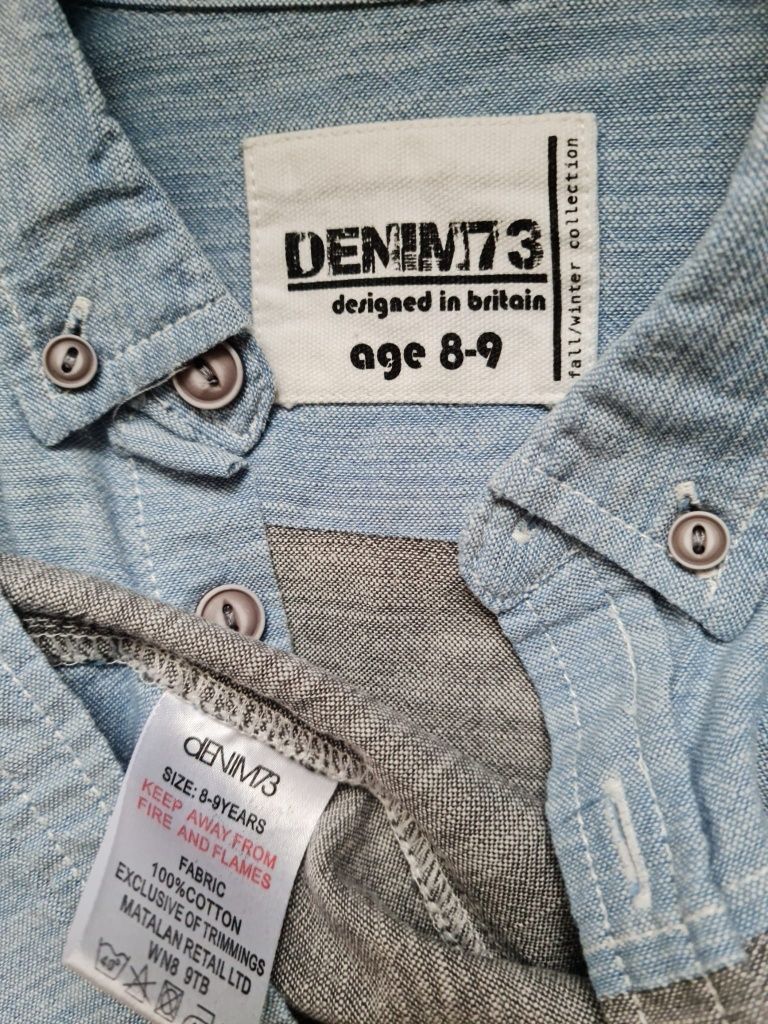 DENIM73
designed in britain
age 8-9
fall/winter collection
dENIM73
SIZE: 8-9YEARS
KEEP AWAY FROM
FIRE AND FLAMES
FABRIC
100%COTTON
EXCLUSIVE OF TRIMMINGS
MATALAN RETAIL LTD
WN8 9TB
40°